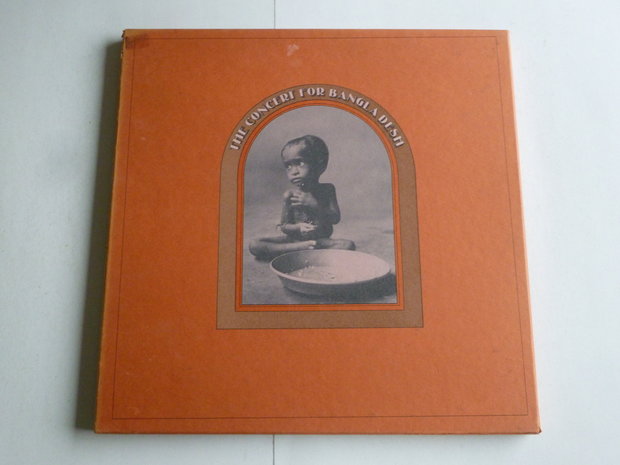 THE CONCERT FOR BANGLA DESH